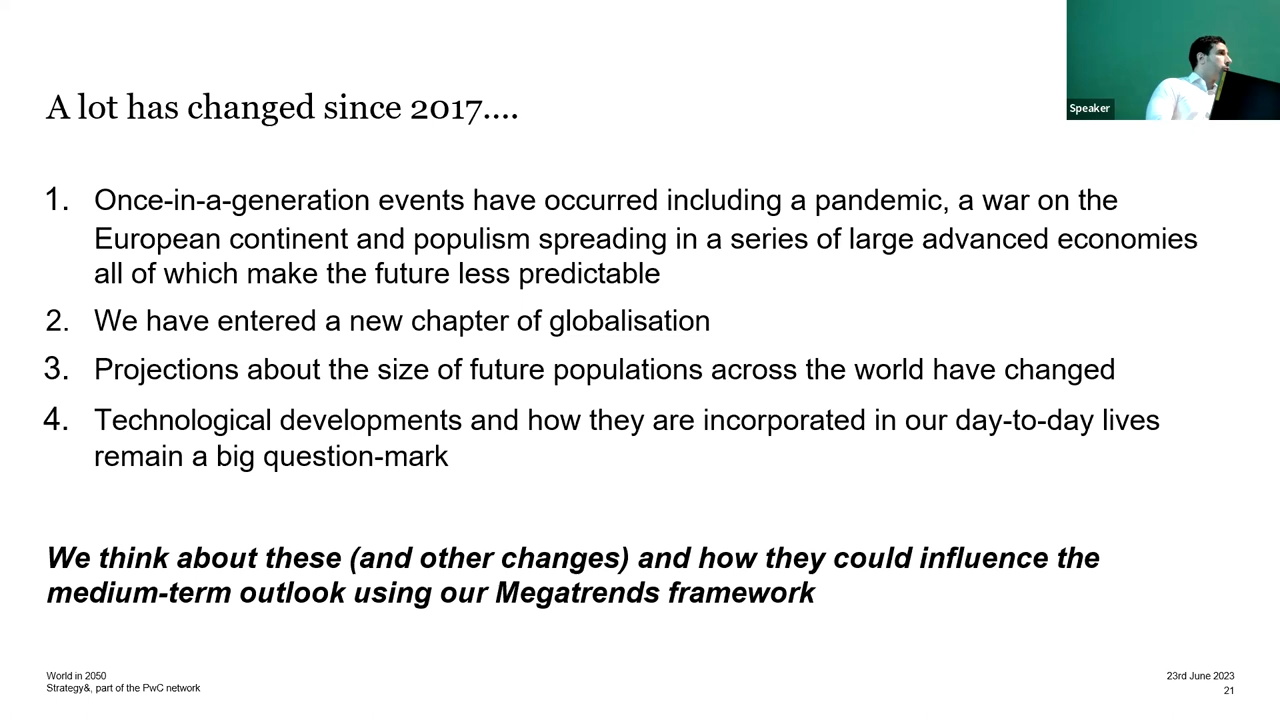 Speaker
A lot has changed since 2017....
1. Once-in-a-generation events have occurred including a pandemic, a war on the
European continent and populism spreading in a series of large advanced economies
all of which make the future less predictable
2. We have entered a new chapter of globalisation
3. Projections about the size of future populations across the world have changed
4. Technological developments and how they are incorporated in our day-to-day lives
remain a big question-mark
We think about these (and other changes) and how they could influence the
medium-term outlook using our Megatrends framework
World in 2050
Strategy&, part of the PwC network
23rd June 2023
21